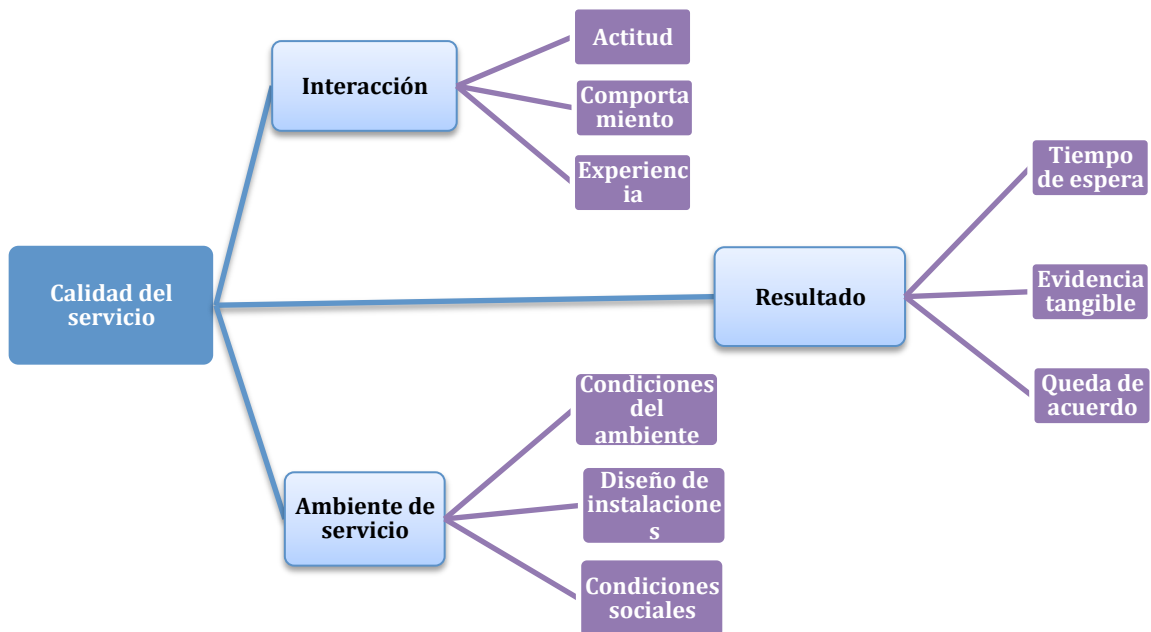 Calidad del
servicio
Interacción
Actitud
Comporta
miento
Experienc
ia
Resultado
Tiempo
de espera
Evidencia
tangible
Queda de
acuerdo
Ambiente de
servicio
Condiciones
del
ambiente
Diseño de
instalacione
s
Condiciones
sociales